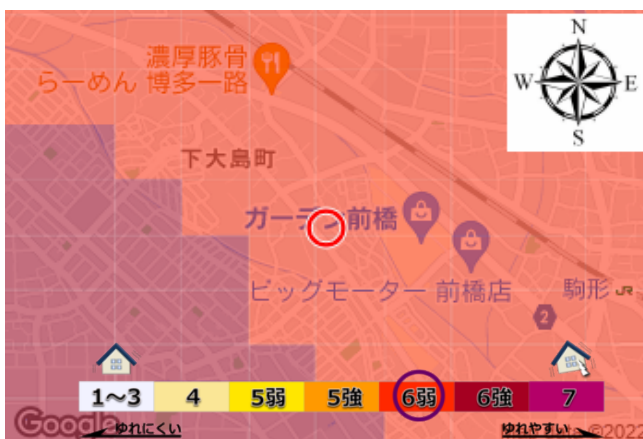 N
W E
S
濃厚豚骨
らーめん 博多一路
下大島町
ガーデン前橋
ビッグモーター 前橋店
駒形 JR
2
1～3 4 5弱 5強 6弱 6強 7
Google
ゆれにくい ゆれやすい ©2022